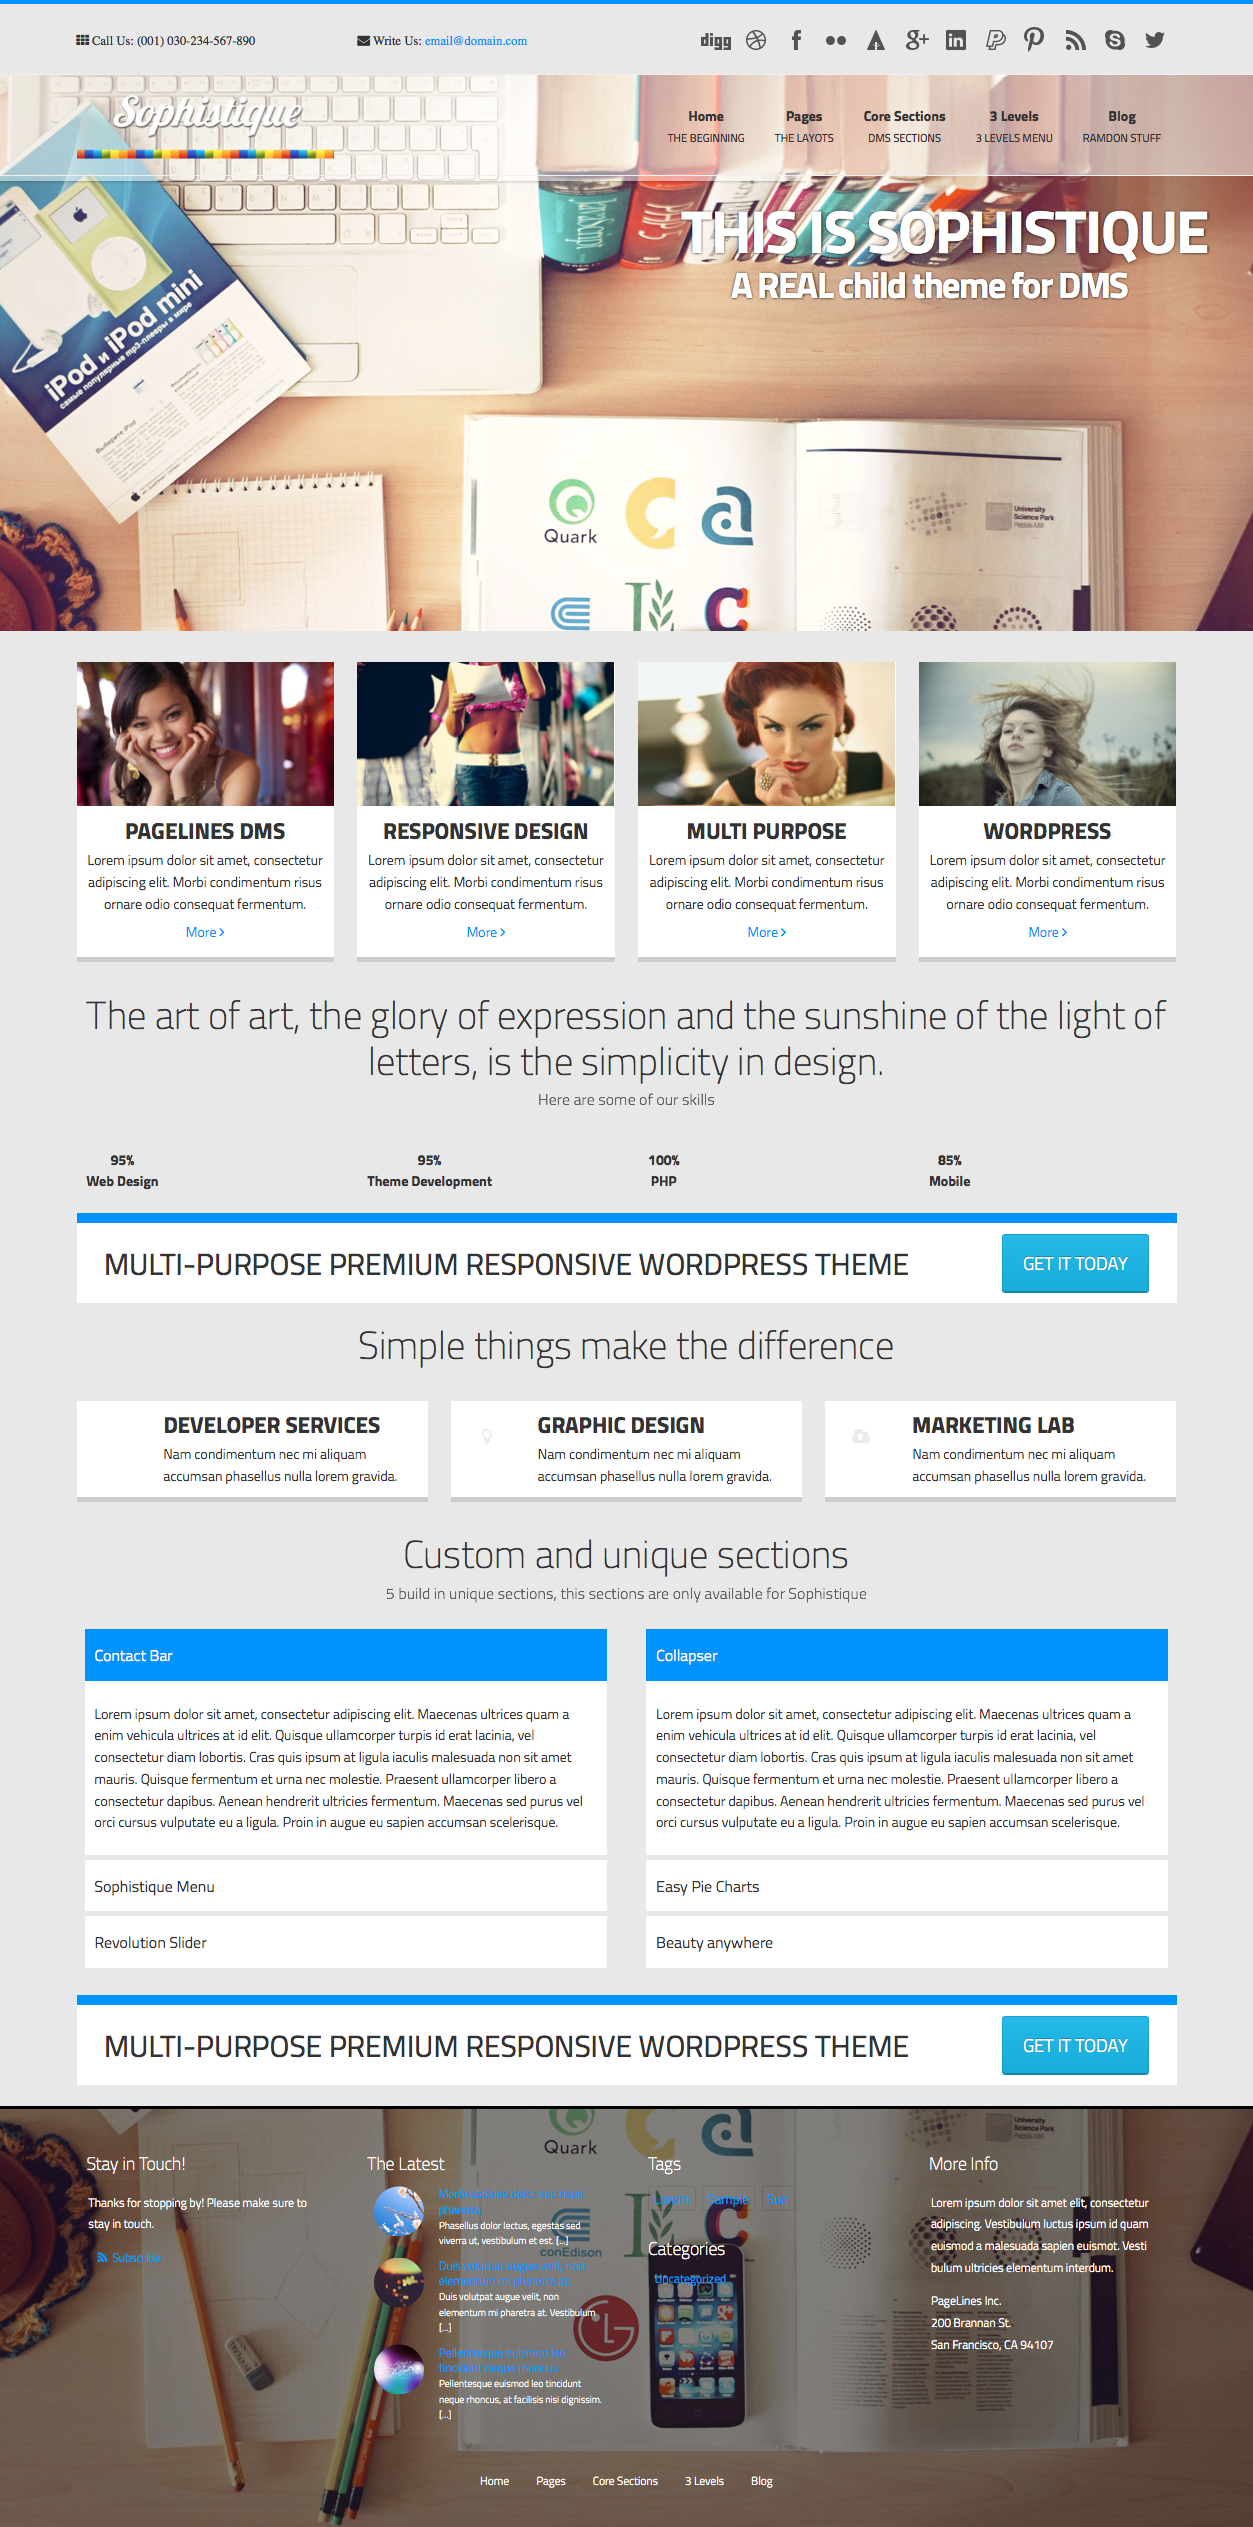 Call Us: (001) 030-234-567-890
Write Us: email@domain.com
digg
Sophistique
Home
Pages
Core Sections
3 Levels
Blog
THE BEGINNING
THE LAYOTS
DMS SECTIONS
3 LEVELS MENU
RAMDON STUFF
THIS IS SOPHISTIQUE
A REAL child theme for DMS
iPod и iPod mini
самые популярные mp3-плееры в мире
Выберите iPod
Quark
University
Science Park
Pebble Mill
PAGELINES DMS
Lorem ipsum dolor sit amet, consectetur
adipiscing elit. Morbi condimentum risus
ornare odio consequat fermentum.
More
RESPONSIVE DESIGN
Lorem ipsum dolor sit amet, consectetur
adipiscing elit. Morbi condimentum risus
ornare odio consequat fermentum.
More
MULTI PURPOSE
Lorem ipsum dolor sit amet, consectetur
adipiscing elit. Morbi condimentum risus
ornare odio consequat fermentum.
More
WORDPRESS
Lorem ipsum dolor sit amet, consectetur
adipiscing elit. Morbi condimentum risus
ornare odio consequat fermentum.
More
The art of art, the glory of expression and the sunshine of the light of
letters, is the simplicity in design.
Here are some of our skills
95%
Web Design
95%
Theme Development
100%
PHP
85%
Mobile
MULTI-PURPOSE PREMIUM RESPONSIVE WORDPRESS THEME
GET IT TODAY
Simple things make the difference
DEVELOPER SERVICES
Nam condimentum nec mi aliquam
accumsan phasellus nulla lorem gravida.
GRAPHIC DESIGN
Nam condimentum nec mi aliquam
accumsan phasellus nulla lorem gravida.
MARKETING LAB
Nam condimentum nec mi aliquam
accumsan phasellus nulla lorem gravida.
Custom and unique sections
5 build in unique sections, this sections are only available for Sophistique
Contact Bar
Lorem ipsum dolor sit amet, consectetur adipiscing elit. Maecenas ultrices quam a
enim vehicula ultrices at id elit. Quisque ullamcorper turpis id erat lacinia, vel
consectetur diam lobortis. Cras quis ipsum at ligula iaculis malesuada non sit amet
mauris. Quisque fermentum et urna nec molestie. Praesent ullamcorper libero a
consectetur dapibus. Aenean hendrerit ultricies fermentum. Maecenas sed purus vel
orci cursus vulputate eu a ligula. Proin in augue eu sapien accumsan scelerisque.
Sophistique Menu
Revolution Slider
Collapser
Lorem ipsum dolor sit amet, consectetur adipiscing elit. Maecenas ultrices quam a
enim vehicula ultrices at id elit. Quisque ullamcorper turpis id erat lacinia, vel
consectetur diam lobortis. Cras quis ipsum at ligula iaculis malesuada non sit amet
mauris. Quisque fermentum et urna nec molestie. Praesent ullamcorper libero a
consectetur dapibus. Aenean hendrerit ultricies fermentum. Maecenas sed purus vel
orci cursus vulputate eu a ligula. Proin in augue eu sapien accumsan scelerisque.
Easy Pie Charts
Beauty anywhere
MULTI-PURPOSE PREMIUM RESPONSIVE WORDPRESS THEME
GET IT TODAY
Stay in Touch!
Thanks for stopping by! Please make sure to
stay in touch.
Subscribe
The Latest
pharetra
Phasellus dolor lectus, egestas sed
viverra ut, vestibulum et est. [...]
Duis volutpat augue velit, non
elementum mi pharetra at.
Duis volutpat augue velit, non
elementum mi pharetra at. Vestibulum
[...]
Pellentesque euismod leo
tincidunt neque rhoncus
Pellentesque euismod leo tincidunt
neque rhoncus, at facilisis nisi dignissim.
[...]
Tags
Sample
Categories
Uncategorized
Quark
conEdison
LG
University
Science Park
Pebble Mill
More Info
Lorem ipsum dolor sit amet elit, consectetur
adipiscing. Vestibulum luctus ipsum id quam
euismod a malesuada sapien euismot. Vesti
bulum ultricies elementum interdum.
PageLines Inc.
200 Brannan St.
San Francisco, CA 94107
Home
Pages
Core Sections
3 Levels
Blog